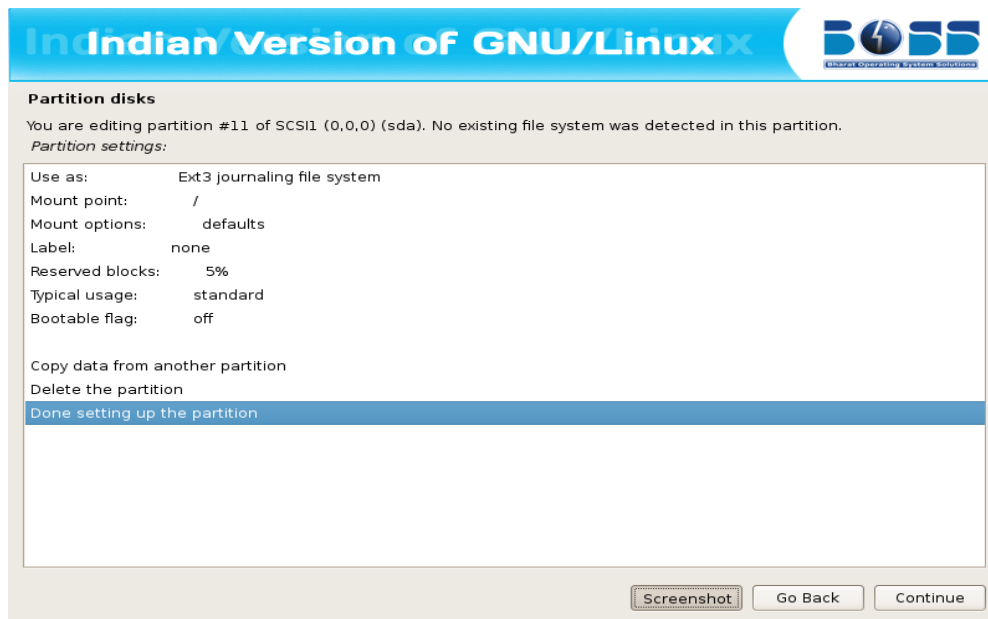 Indian Version of GNU/Linux
BOSS
Bharat Operating System Solutions
Partition disks
You are editing partition #11 of SCSI1 (0,0,0) (sda). No existing file system was detected in this partition.
Partition settings:
Use as: Ext3 journaling file system
Mount point: /
Mount options: defaults
Label: none
Reserved blocks: 5%
Typical usage: standard
Bootable flag: off
Copy data from another partition
Delete the partition
Done setting up the partition
Screenshot Go Back Continue